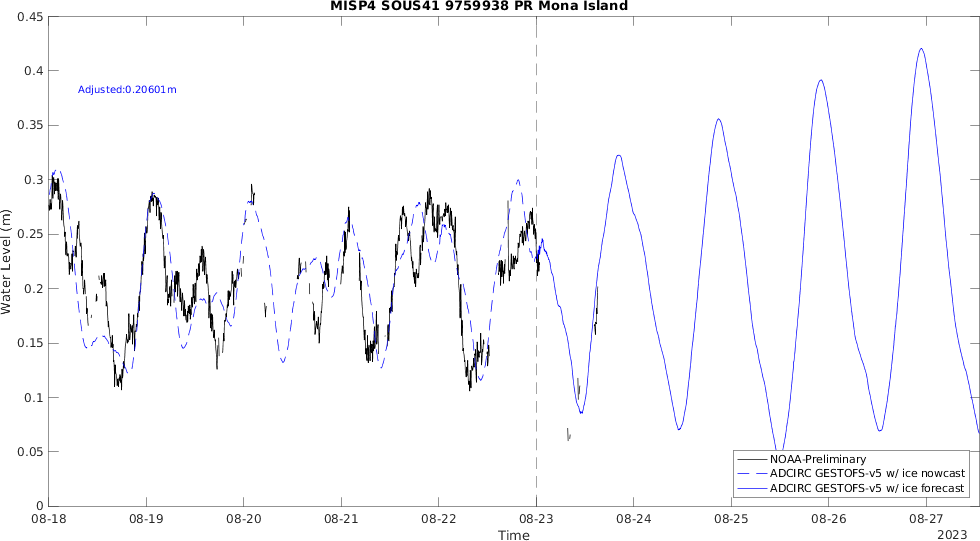 MISP4 SOUS41 9759938 PR Mona Island
Adjusted:0.20601m
Water Level (m)
0.45
0.4
0.35
0.3
0.25
0.2
0.15
0.1
0.05
0
NOAA-Preliminary
ADCIRC GESTOFS-v5 w/ ice nowcast
ADCIRC GESTOFS-v5 w/ ice forecast
08-18 08-19 08-20 08-21 08-22 08-23 08-24 08-25 08-26 08-27
Time
2023